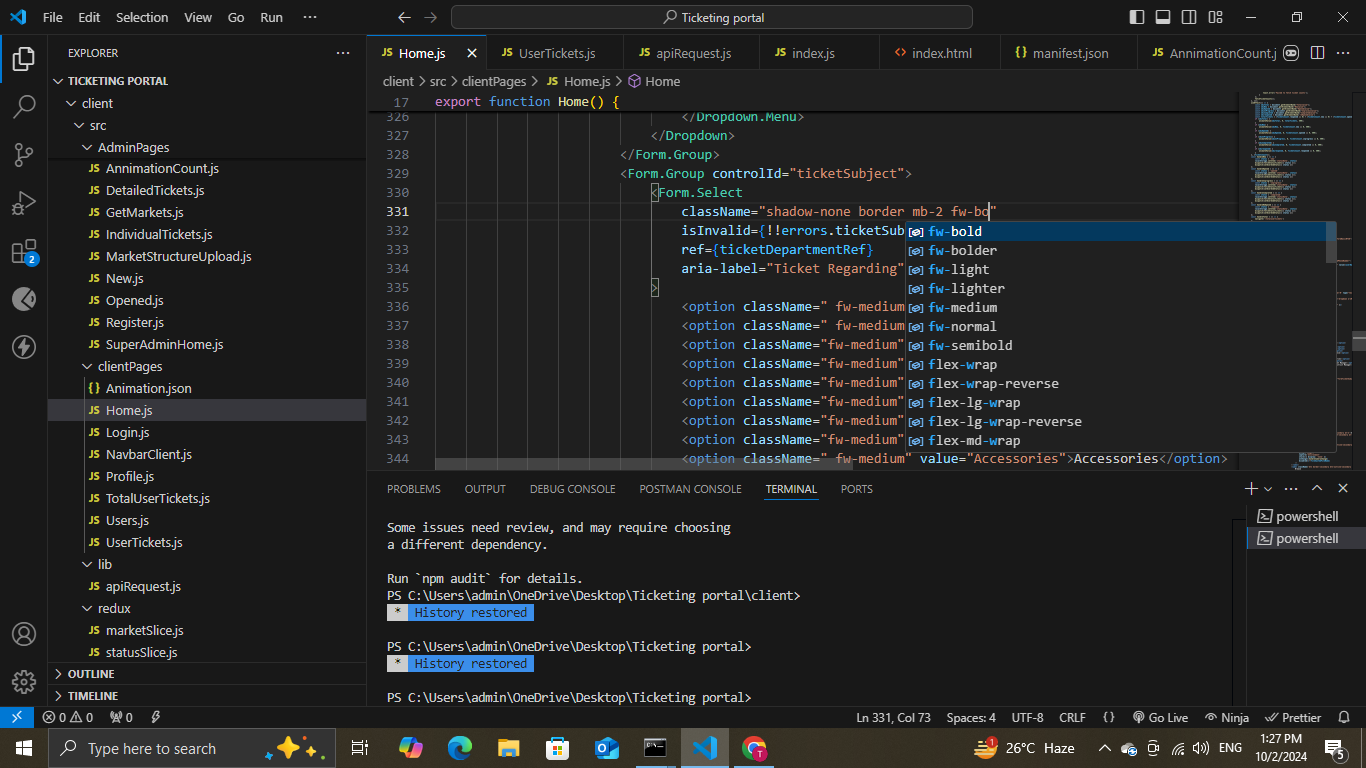 File Edit Selection View Go Run ···
Ticketing portal
EXPLORER
TICKETING PORTAL
client
src
AdminPages
JS AnnimationCount.js
JS DetailedTickets.js
JS GetMarkets.js
JS IndividualTickets.js
JS MarketStructureUpload.js
JS New.js
JS Opened.js
JS Register.js
JS SuperAdminHome.js
clientPages
{} Animation.json
JS Home.js
JS Login.js
JS NavbarClient.js
JS Profile.js
JS TotalUserTickets.js
JS Users.js
JS UserTickets.js
lib
JS apiRequest.js
redux
JS marketSlice.js
JS statusSlice.js
OUTLINE
TIMELINE
2
JS Home.js
JS UserTickets.js
JS apiRequest.js
JS index.js
<> index.html
{} manifest.json
JS AnnimationCount.j
client > src > clientPages > JS Home.js > Home
17 export function Home() {
326 </Dropdown.Menu>
327 </Dropdown>
328 </Form.Group>
329 <Form.Group controlId="ticketSubject">
330 <Form.Select
331 className="shadow-none border mb-2 fw-bo"
332 isInvalid={!!errors.ticketSub
333 ref={ticketDepartmentRef}
334 aria-label="Ticket Regarding"
335 >
336 <option className=" fw-medium
337 <option className=" fw-medium
338 <option className="fw-medium"
339 <option className="fw-medium"
340 <option className="fw-medium"
341 <option className="fw-medium"
342 <option className="fw-medium"
343 <option className="fw-medium"
344 <option className=" fw-medium" value="Accessories">Accessories</option>
fw-bold
fw-bolder
fw-light
fw-lighter
fw-medium
fw-normal
fw-semibold
flex-wrap
flex-wrap-reverse
flex-lg-wrap
flex-lg-wrap-reverse
flex-md-wrap
PROBLEMS OUTPUT DEBUG CONSOLE POSTMAN CONSOLE TERMINAL PORTS
Some issues need review, and may require choosing
a different dependency.
Run `npm audit` for details.
PS C:\Users\admin\OneDrive\Desktop\Ticketing portal\client>
* History restored
PS C:\Users\admin\OneDrive\Desktop\Ticketing portal>
* History restored
PS C:\Users\admin\OneDrive\Desktop\Ticketing portal>
powershell
powershell
0 0 0
Ln 331, Col 73 Spaces: 4 UTF-8 CRLF {} Go Live Ninja Prettier
Type here to search
1
26°C Haze
ENG
1:27 PM
10/2/2024
5